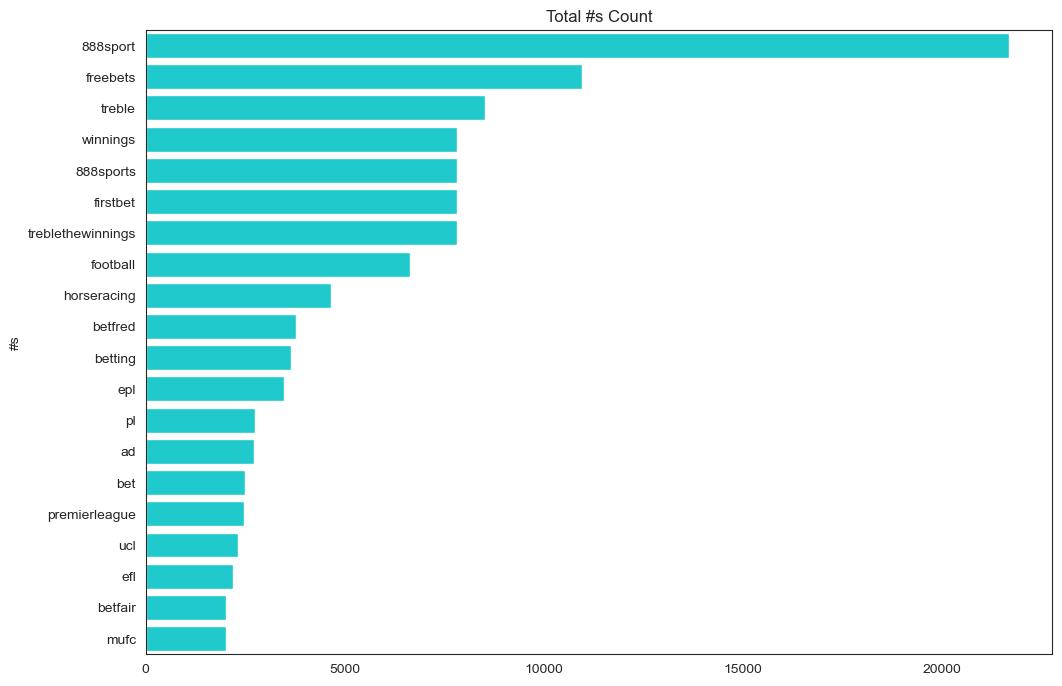 Total #s Count
888sport
freebets
treble
winnings
888sports
firstbet
treblethewinnings
football
horseracing
betfred
betting
epl
pl
ad
bet
premierleague
ucl
efl
betfair
mufc
#s
0 5000 10000 15000 20000